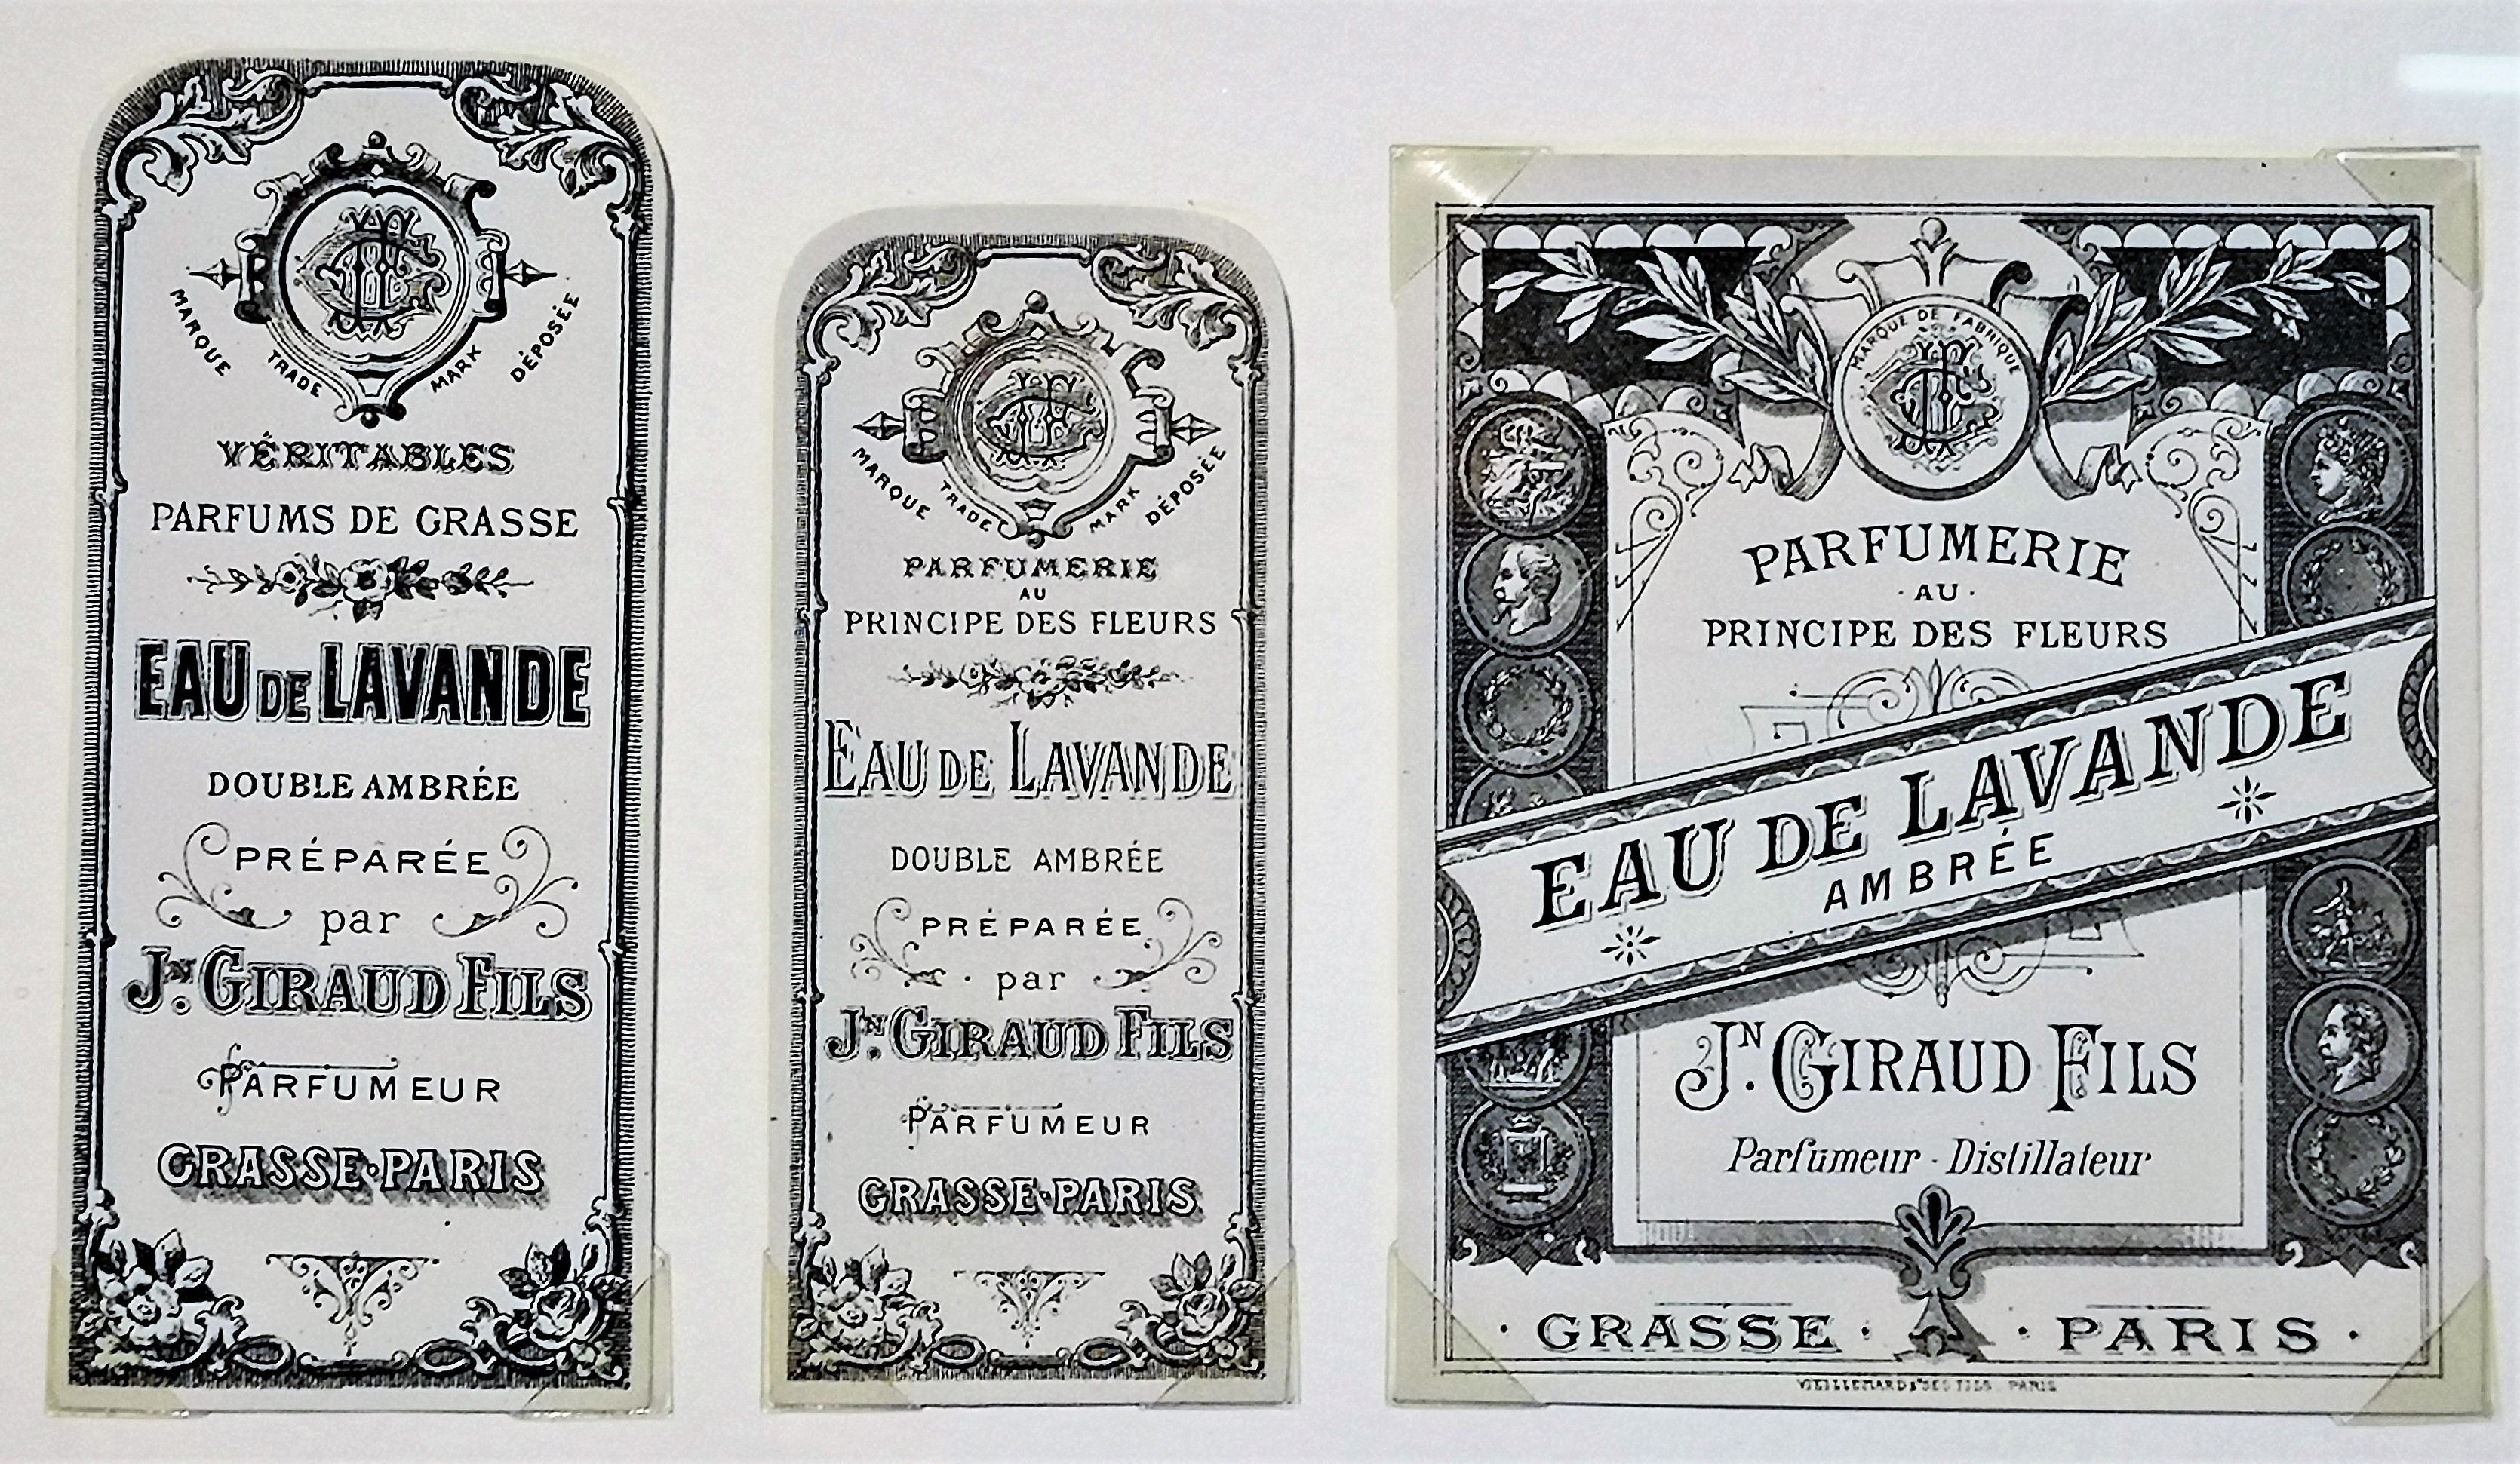 MARQUE TRADE MARK DÉPOSÉE
VÉRITABLES
PARFUMS DE GRASSE
EAU DE LAVANDE
DOUBLE AMBRÉE
PRÉPARÉE
par
JN. GIRAUD FILS
PARFUMEUR
GRASSE·PARIS
MARQUE TRADE MARK DÉPOSÉE
PARFUMERIE
AU
PRINCIPE DES FLEURS
EAU DE LAVANDE
DOUBLE AMBRÉE
PRÉPARÉE
· par
JN. GIRAUD FILS
PARFUMEUR
GRASSE·PARIS
MARQUE DE FABRIQUE
PARFUMERIE
· AU ·
PRINCIPE DES FLEURS
EAU DE LAVANDE
AMBRÉE
JN. GIRAUD FILS
Parfumeur - Distillateur
· GRASSE · · PARIS ·
PARIS